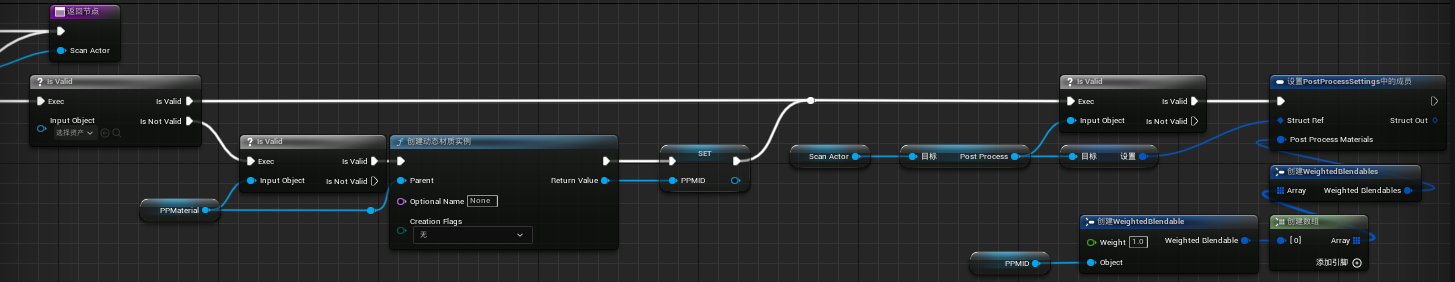 返回节点
Scan Actor
? Is Valid
Exec
Is Valid
Input Object
选择资产
Is Not Valid
PPMaterial
? Is Valid
Exec
Is Valid
Input Object
Is Not Valid
f 创建动态材质实例
Parent
Return Value
Optional Name None
Creation Flags
无
SET
PPMID
Scan Actor
目标 Post Process
? Is Valid
Exec
Is Valid
Input Object
Is Not Valid
目标 设置
设置PostProcessSettings中的成员
Struct Ref
Struct Out
Post Process Materials
创建WeightedBlendables
Array
Weighted Blendables
PPMID
创建WeightedBlendable
Weight 1.0
Weighted Blendable
Object
创建数组
[0]
Array
添加引脚